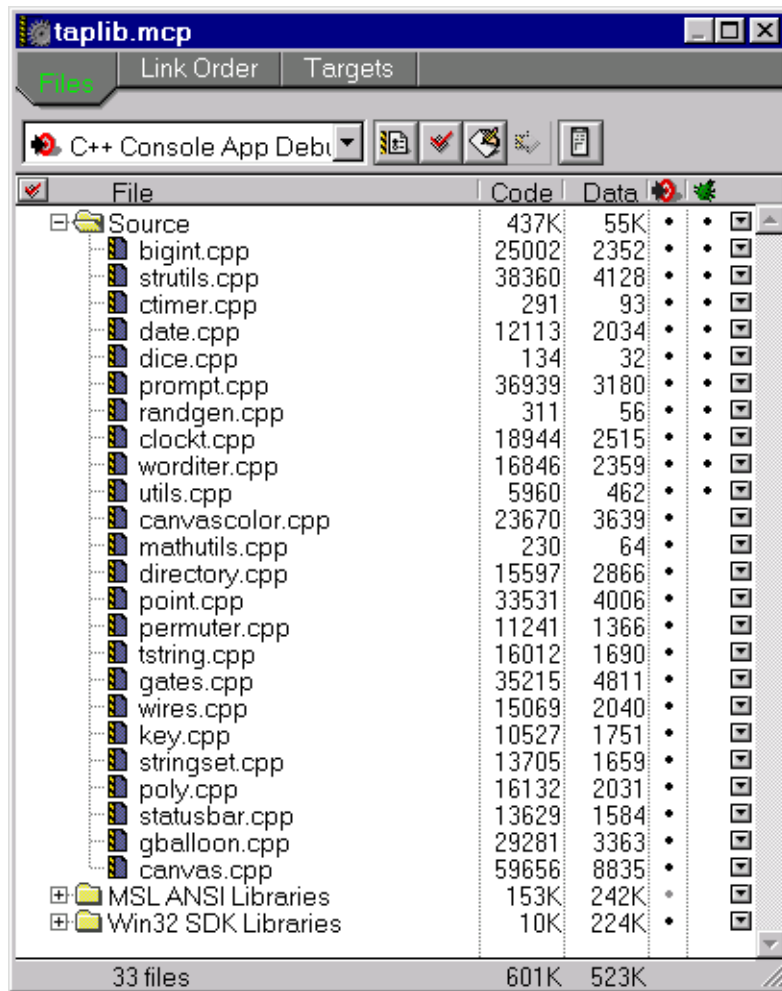 taplib.mcp
Files Link Order Targets
C++ Console App Debu
File Code Data
Source 437K 55K
bigint.cpp 25002 2352
strutils.cpp 38360 4128
ctimer.cpp 291 93
date.cpp 12113 2034
dice.cpp 134 32
prompt.cpp 36939 3180
randgen.cpp 311 56
clockt.cpp 18944 2515
worditer.cpp 16846 2359
utils.cpp 5960 462
canvascolor.cpp 23670 3639
mathutils.cpp 230 64
directory.cpp 15597 2866
point.cpp 33531 4006
permuter.cpp 11241 1366
tstring.cpp 16012 1690
gates.cpp 35215 4811
wires.cpp 15069 2040
key.cpp 10527 1751
stringset.cpp 13705 1659
poly.cpp 16132 2031
statusbar.cpp 13629 1584
gballoon.cpp 29281 3363
canvas.cpp 59656 8835
MSL ANSI Libraries 153K 242K
Win32 SDK Libraries 10K 224K
33 files 601K 523K